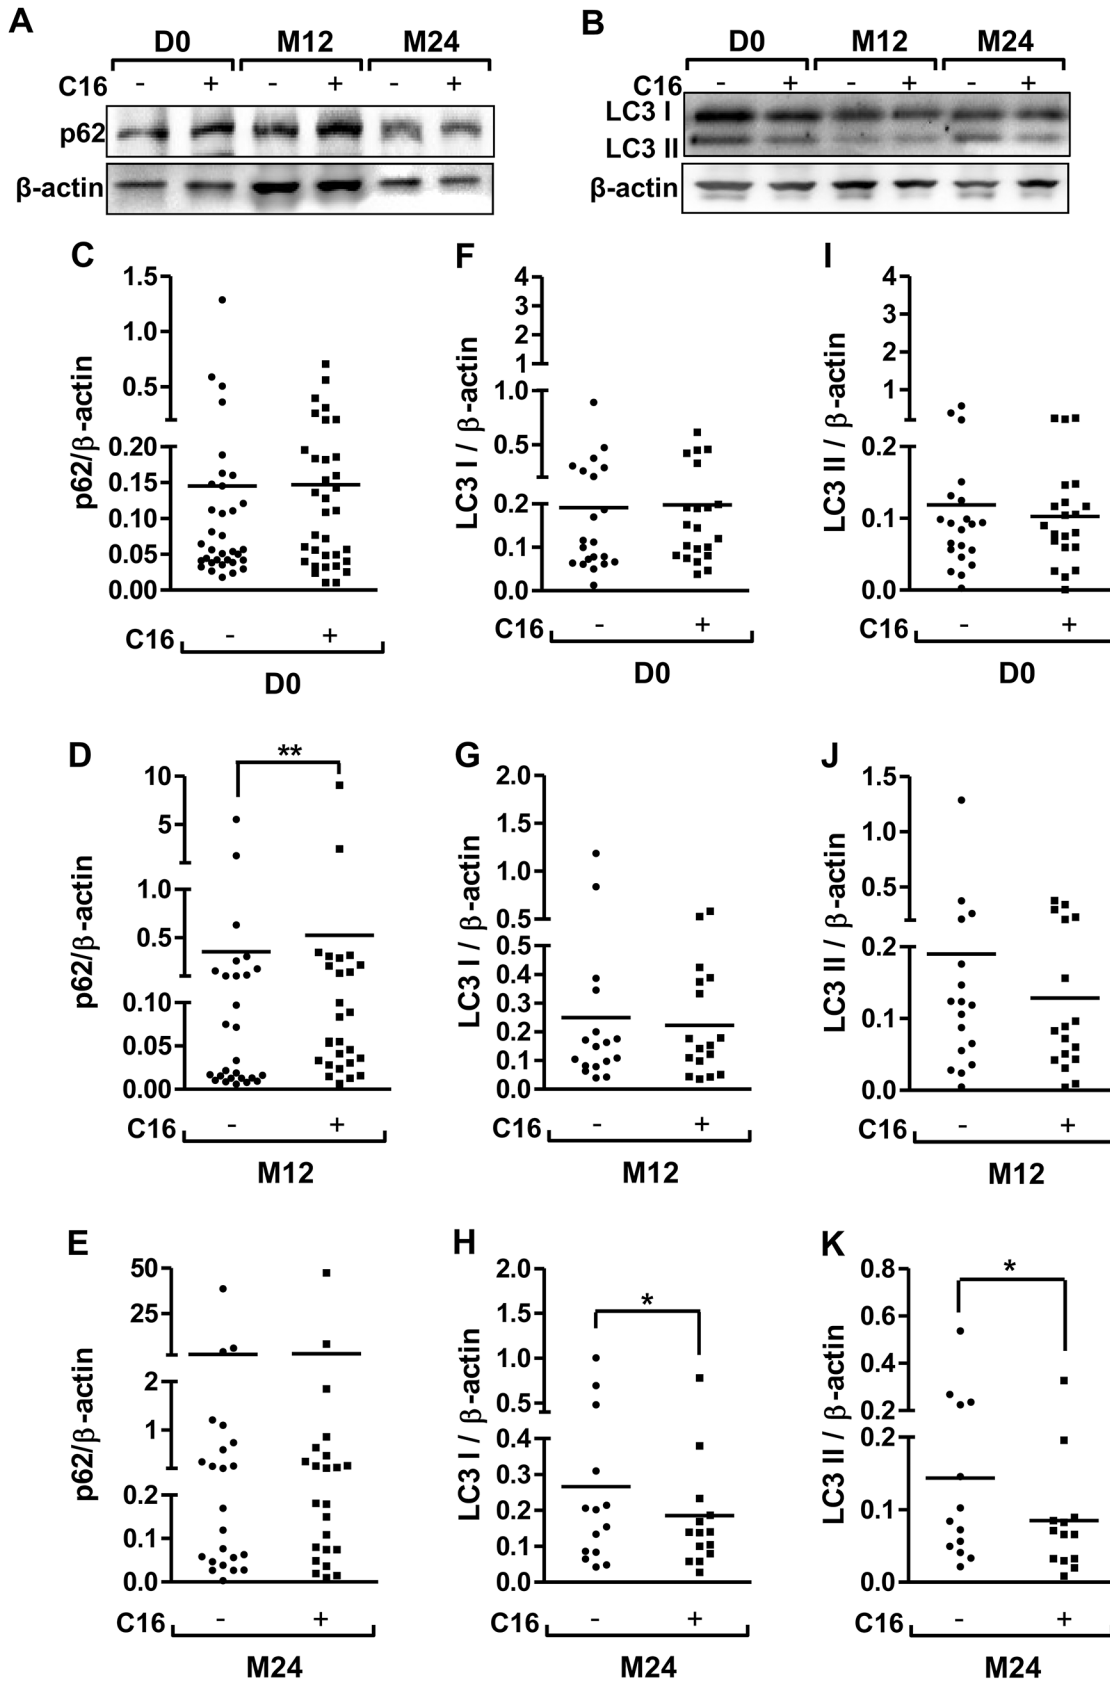 A
D0 M12 M24
C16 - + - + - +
p62
β-actin
B
D0 M12 M24
C16 - + - + - +
LC3 I
LC3 II
β-actin
C
p62/β-actin
1.5
1.0
0.5
0.20
0.15
0.10
0.05
0.00
C16 - +
D0
F
LC3 I / β-actin
4
3
2
1
1.0
0.5
0.2
0.1
0.0
C16 - +
D0
I
LC3 II / β-actin
4
3
2
1
0.2
0.1
0.0
C16 - +
D0
D
**
p62/β-actin
10
5
1.0
0.5
0.10
0.05
0.00
C16 - +
M12
G
LC3 I / β-actin
2.0
1.5
1.0
0.5
0.5
0.4
0.3
0.2
0.1
0.0
C16 - +
M12
J
LC3 II / β-actin
1.5
1.0
0.5
0.2
0.1
0.0
C16 - +
M12
E
p62/β-actin
50
25
2
1
0.2
0.1
0.0
C16 - +
M24
H
*
LC3 I / β-actin
2.0
1.5
1.0
0.5
0.4
0.3
0.2
0.1
0.0
C16 - +
M24
K
*
LC3 II / β-actin
0.8
0.6
0.4
0.2
0.2
0.1
0.0
C16 - +
M24